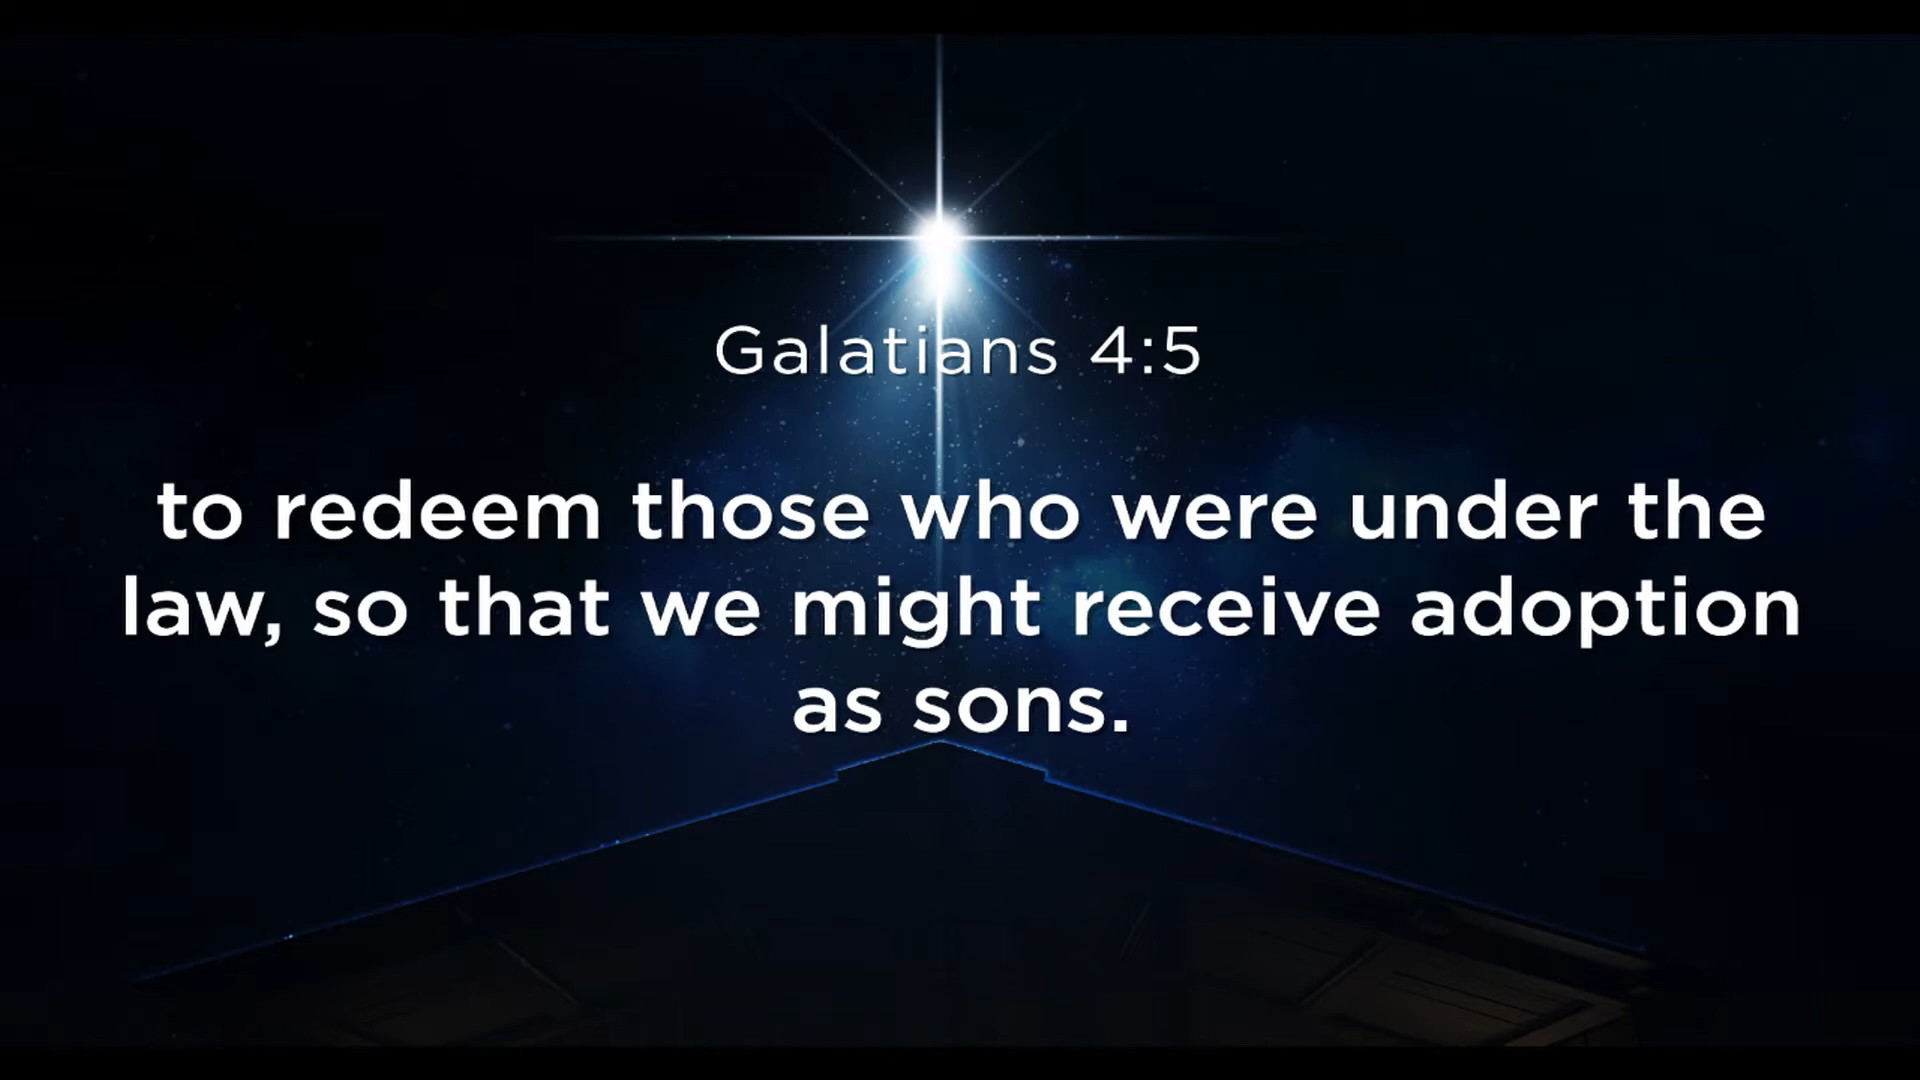 Galatians 4:5
to redeem those who were under the
law, so that we might receive adoption
as sons.